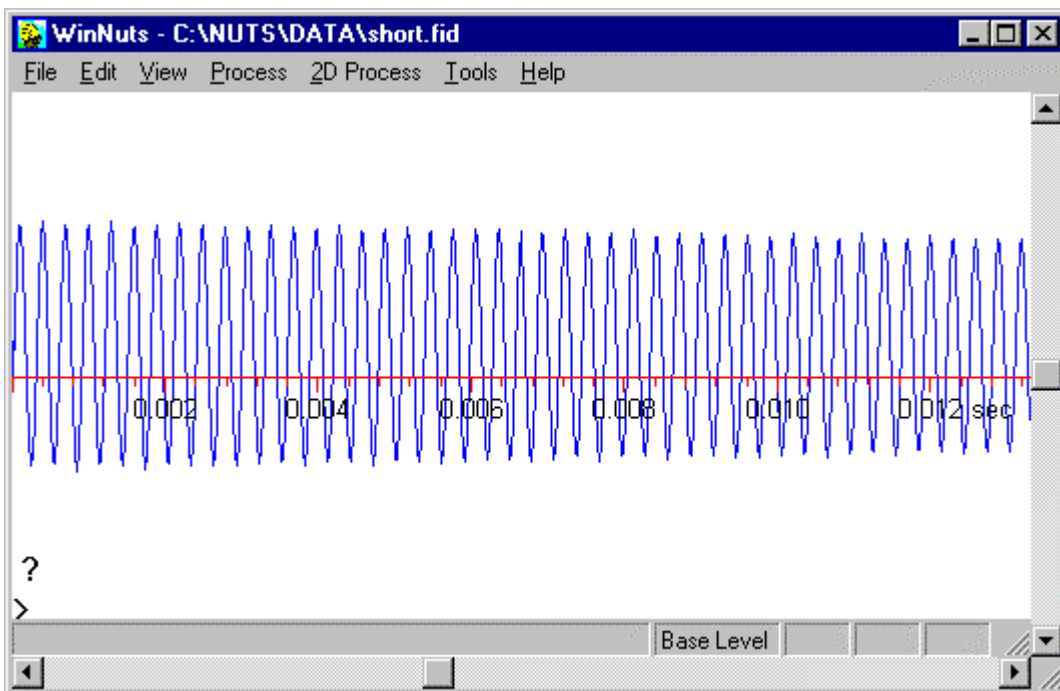 WinNuts - C:\NUTS\DATA\short.fid
File Edit View Process 2D Process Tools Help
0.002 0.004 0.006 0.008 0.010 0.012 sec
?
>
Base Level